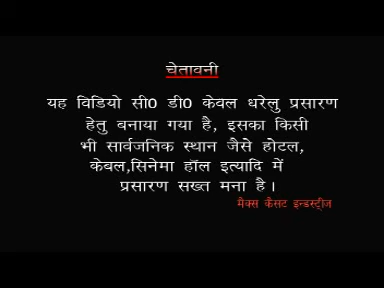 चेतावनी
यह विडियो सी0 डी0 केवल धरेलु प्रसारण
हेतु बनाया गया है, इसका किसी
भी सार्वजनिक स्थान जैसे होटल,
केबल,सिनेमा हॉल इत्यादि में
प्रसारण सख्त मना है।
मैक्स कैसट इन्डस्ट्रीज